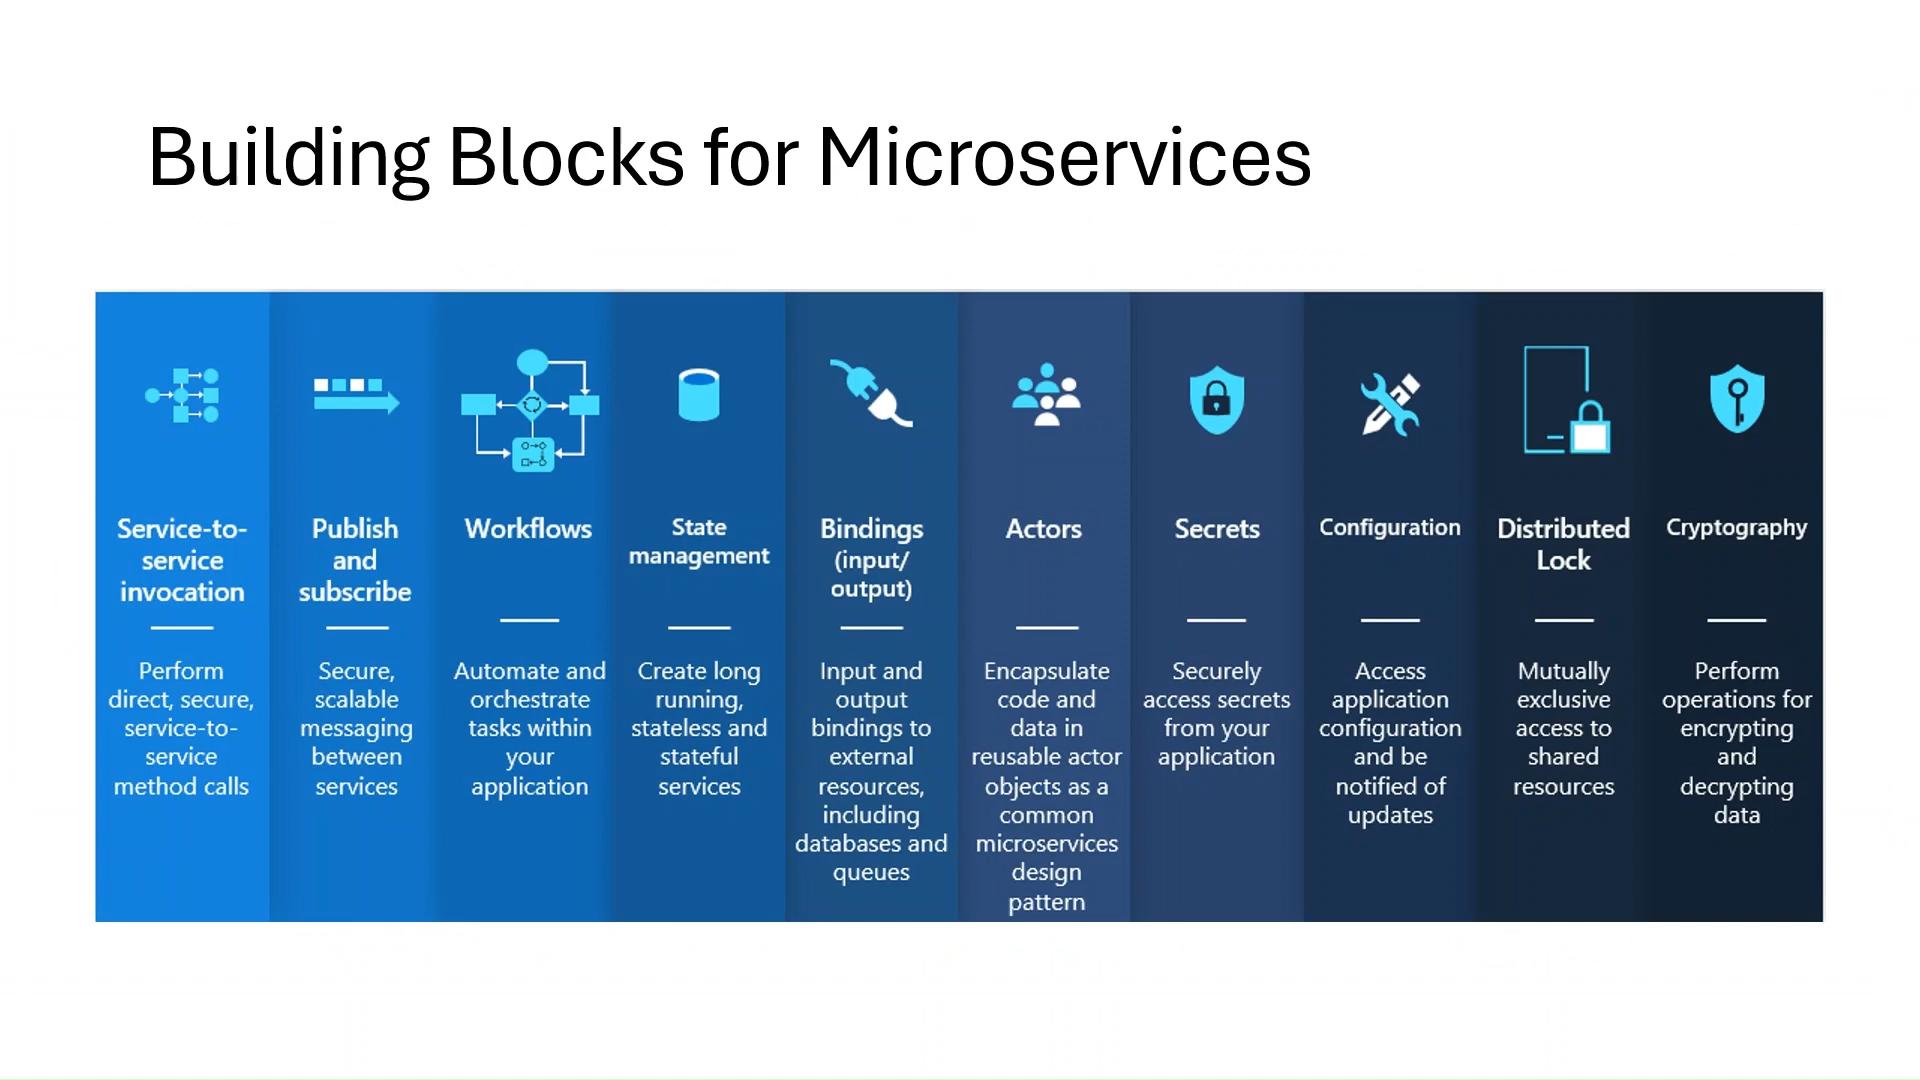 Building Blocks for Microservices
Service-to-
service
invocation
Perform
direct, secure,
service-to-
service
method calls
Publish
and
subscribe
Secure,
scalable
messaging
between
services
Workflows
Automate and
orchestrate
tasks within
your
application
State
management
Create long
running,
stateless and
stateful
services
Bindings
(input/
output)
Input and
output
bindings to
external
resources,
including
databases and
queues
Actors
Encapsulate
code and
data in
reusable actor
objects as a
common
microservices
design
pattern
Secrets
Securely
access secrets
from your
application
Configuration
Access
application
configuration
and be
notified of
updates
Distributed
Lock
Mutually
exclusive
access to
shared
resources
Cryptography
Perform
operations for
encrypting
and
decrypting
data